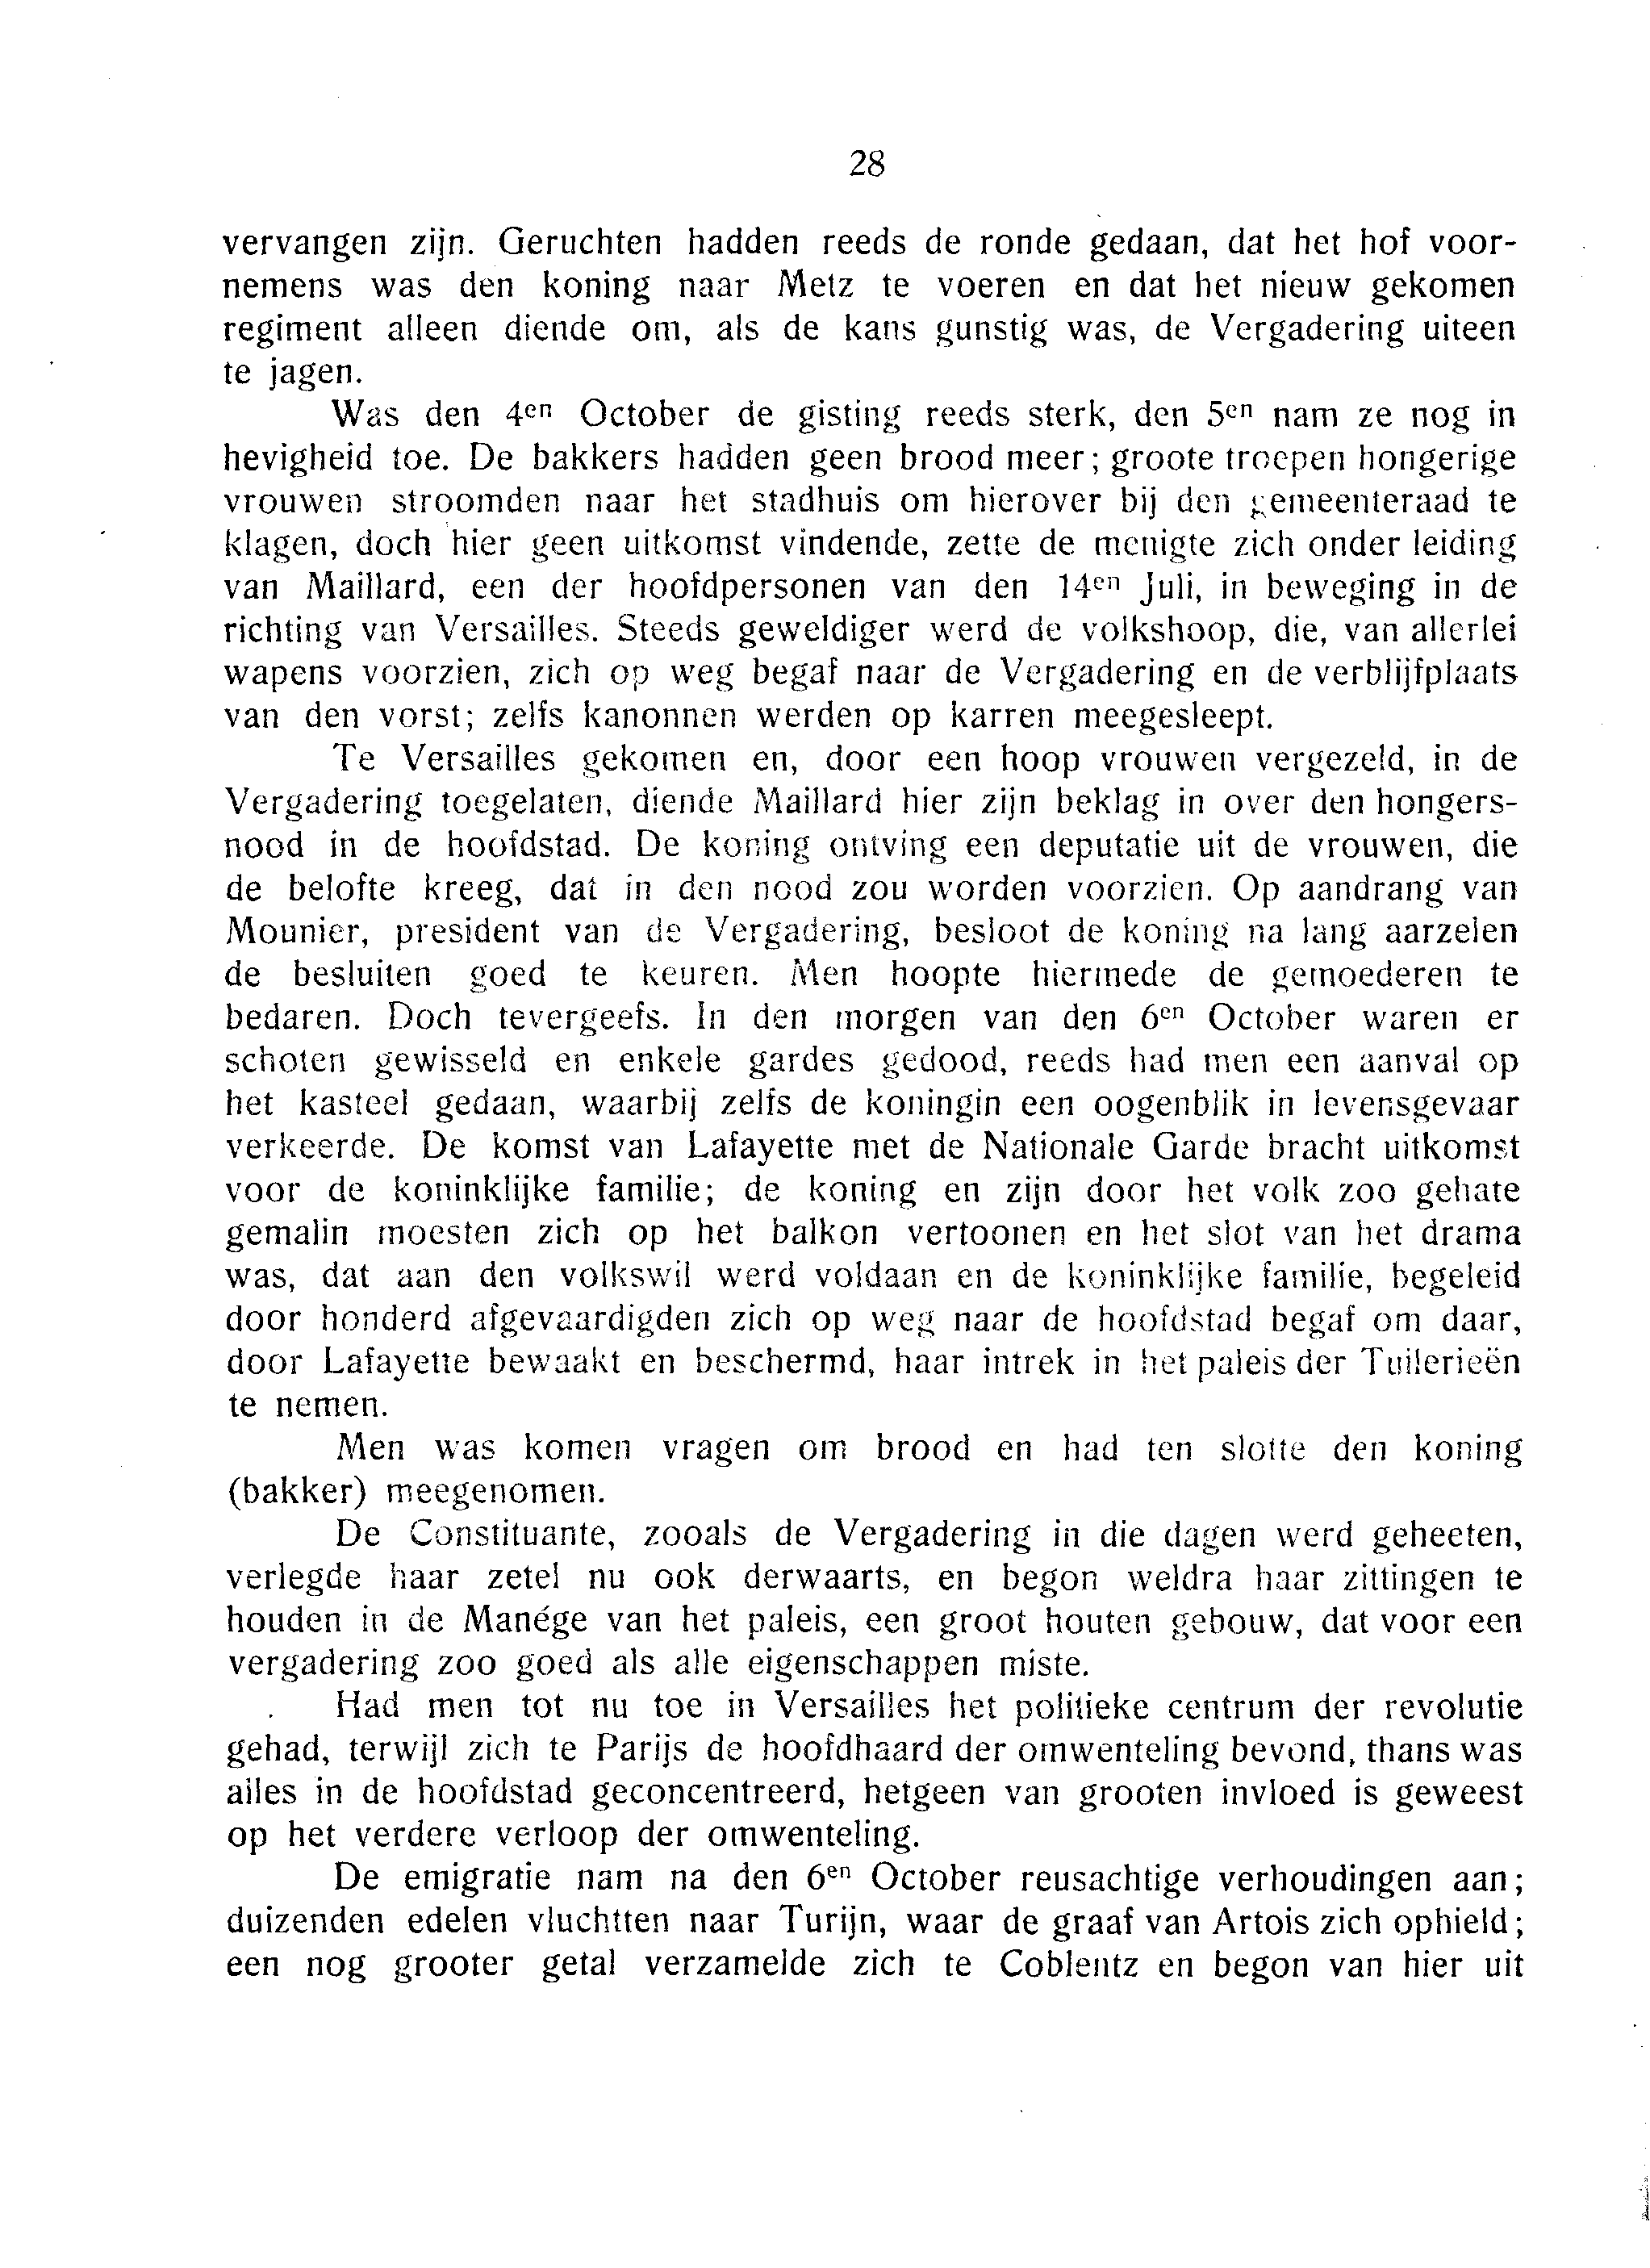 28
vervangen zijn. Geruchten hadden reeds de ronde gedaan, dat het hof voor-
nemens was den koning naar Metz te voeren en dat het nieuw gekomen
regiment alleen diende om, als de kans gunstig was, de Vergadering uiteen
te jagen.
Was den 4en October de gisting reeds sterk, den 5en nam ze nog in
hevigheid toe. De bakkers hadden geen brood meer; groote troepen hongerige
vrouwen stroomden naar het stadhuis om hierover bij den gemeenteraad te
klagen, doch hier geen uitkomst vindende, zette de menigte zich onder leiding
van Maillard, een der hoofdpersonen van den 14en Juli, in beweging in de
richting van Versailles. Steeds geweldiger werd de volkshoop, die, van allerlei
wapens voorzien, zich op weg begaf naar de Vergadering en de verblijfplaats
van den vorst; zelfs kanonnen werden op karren meegesleept.
Te Versailles gekomen en, door een hoop vrouwen vergezeld, in de
Vergadering toegelaten, diende Maillard hier zijn beklag in over den hongers-
nood in de hoofdstad. De koning ontving een deputatie uit de vrouwen, die
de belofte kreeg, dat in den nood zou worden voorzien. Op aandrang van
Mounier, president van de Vergadering, besloot de koning na lang aarzelen
de besluiten goed te keuren. Men hoopte hiermede de gemoederen te
bedaren. Doch tevergeefs. In den morgen van den 6en October waren er
schoten gewisseld en enkele gardes gedood, reeds had men een aanval op
het kasteel gedaan, waarbij zelfs de koningin een oogenblik in levensgevaar
verkeerde. De komst van Lafayette met de Nationale Garde bracht uitkomst
voor de koninklijke familie; de koning en zijn door het volk zoo gehate
gemalin moesten zich op het balkon vertoonen en het slot van het drama
was, dat aan den volkswil werd voldaan en de koninklijke familie, begeleid
door honderd afgevaardigden zich op weg naar de hoofdstad begaf om daar,
door Lafayette bewaakt en beschermd, haar intrek in het paleis der Tuilerieën
te nemen.
Men was komen vragen om brood en had ten slotte den koning
(bakker) meegenomen.
De Constituante, zooals de Vergadering in die dagen werd geheeten,
verlegde haar zetel nu ook derwaarts, en begon weldra haar zittingen te
houden in de Manége van het paleis, een groot houten gebouw, dat voor een
vergadering zoo goed als alle eigenschappen miste.
Had men tot nu toe in Versailles het politieke centrum der revolutie
gehad, terwijl zich te Parijs de hoofdhaard der omwenteling bevond, thans was
alles in de hoofdstad geconcentreerd, hetgeen van grooten invloed is geweest
op het verdere verloop der omwenteling.
De emigratie nam na den 6en October reusachtige verhoudingen aan;
duizenden edelen vluchtten naar Turijn, waar de graaf van Artois zich ophield;
een nog grooter getal verzamelde zich te Coblentz en begon van hier uit